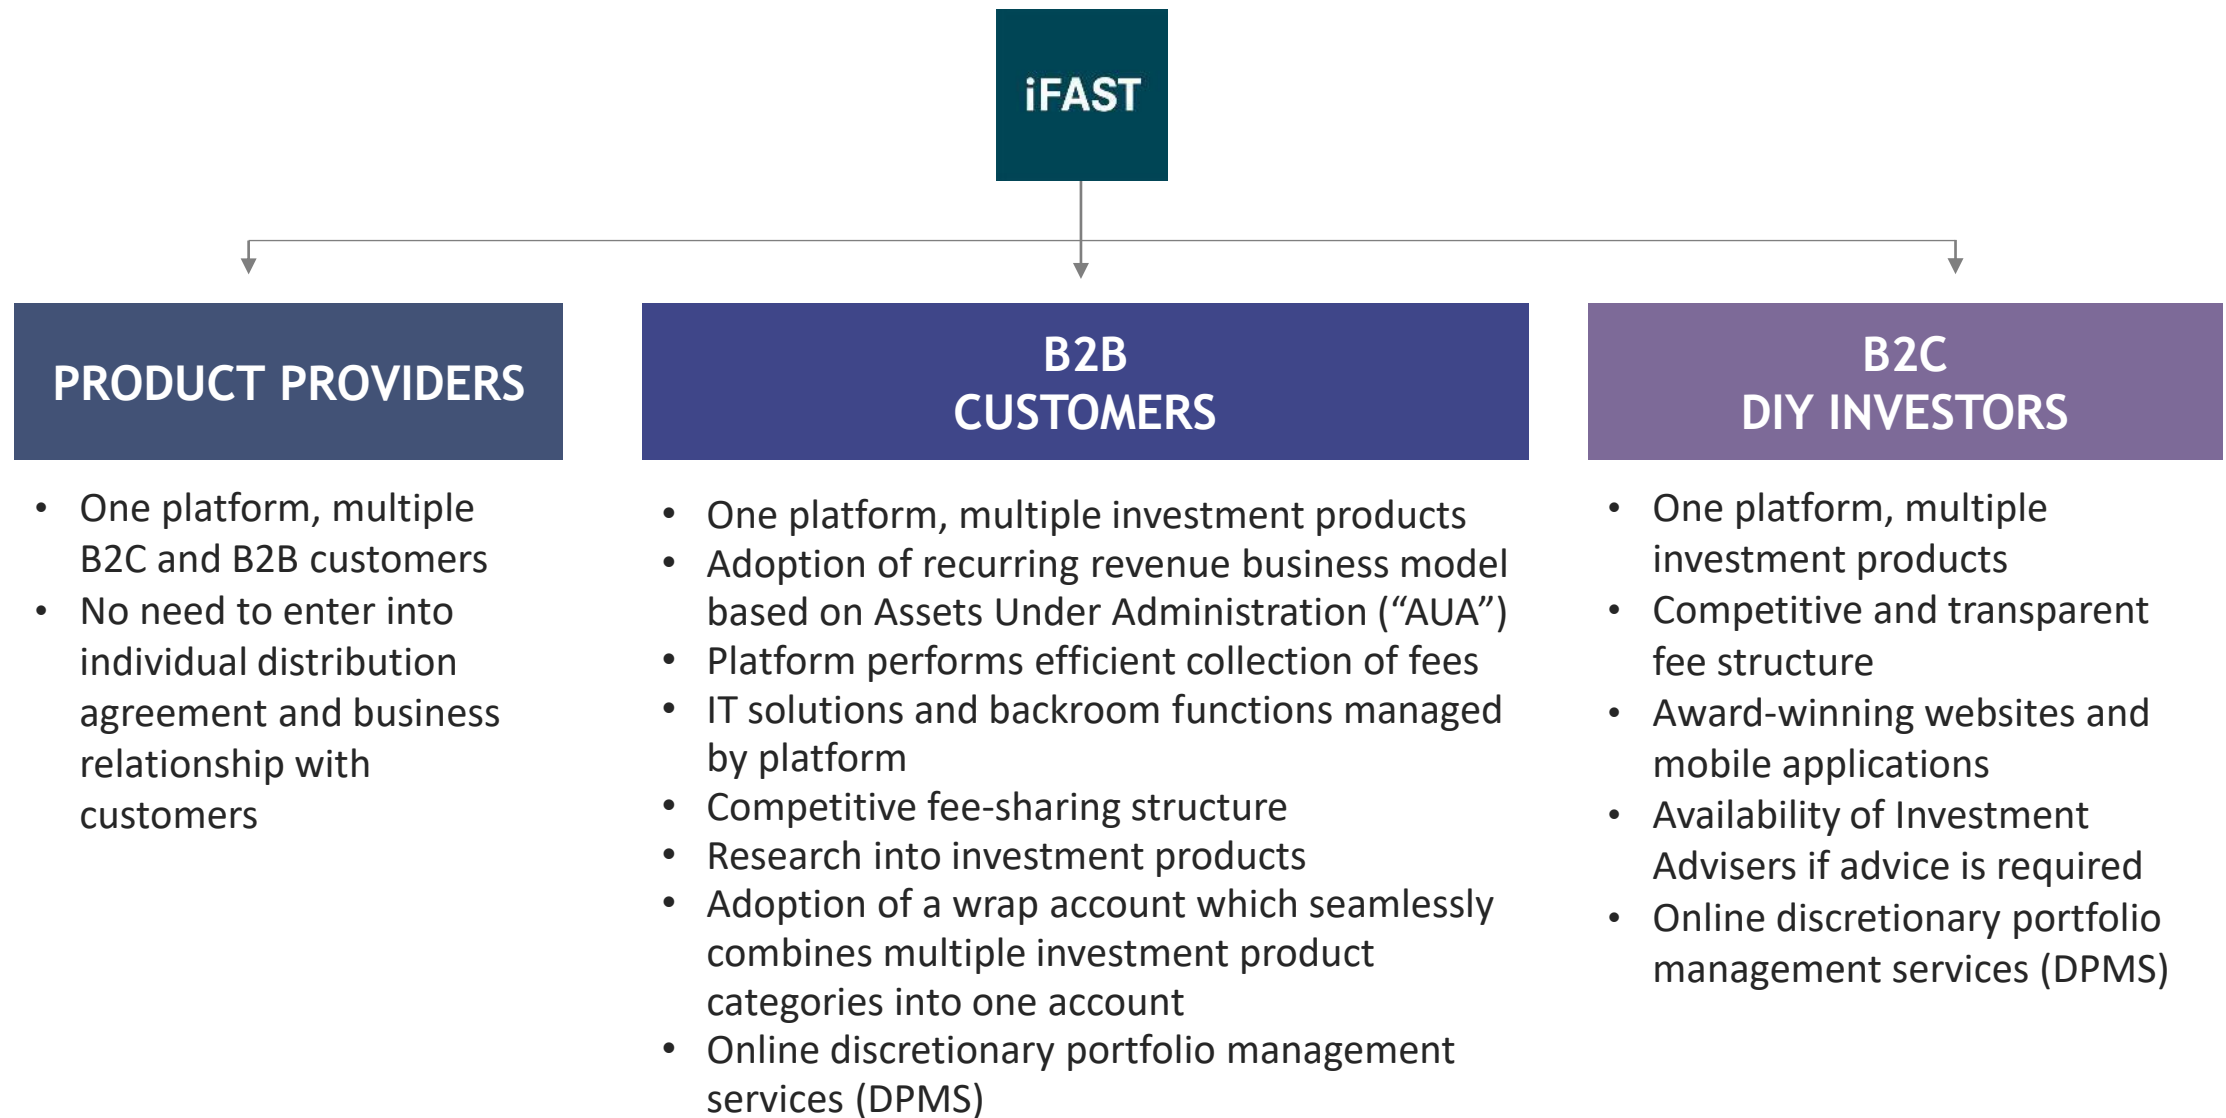 iFAST
PRODUCT PROVIDERS
• One platform, multiple
B2C and B2B customers
• No need to enter into
individual distribution
agreement and business
relationship with
customers
B2B
CUSTOMERS
• One platform, multiple investment products
• Adoption of recurring revenue business model
based on Assets Under Administration (“AUA”)
• Platform performs efficient collection of fees
• IT solutions and backroom functions managed
by platform
• Competitive fee-sharing structure
• Research into investment products
• Adoption of a wrap account which seamlessly
combines multiple investment product
categories into one account
• Online discretionary portfolio management
services (DPMS)
B2C
DIY INVESTORS
• One platform, multiple
investment products
• Competitive and transparent
fee structure
• Award-winning websites and
mobile applications
• Availability of Investment
Advisers if advice is required
• Online discretionary portfolio
management services (DPMS)